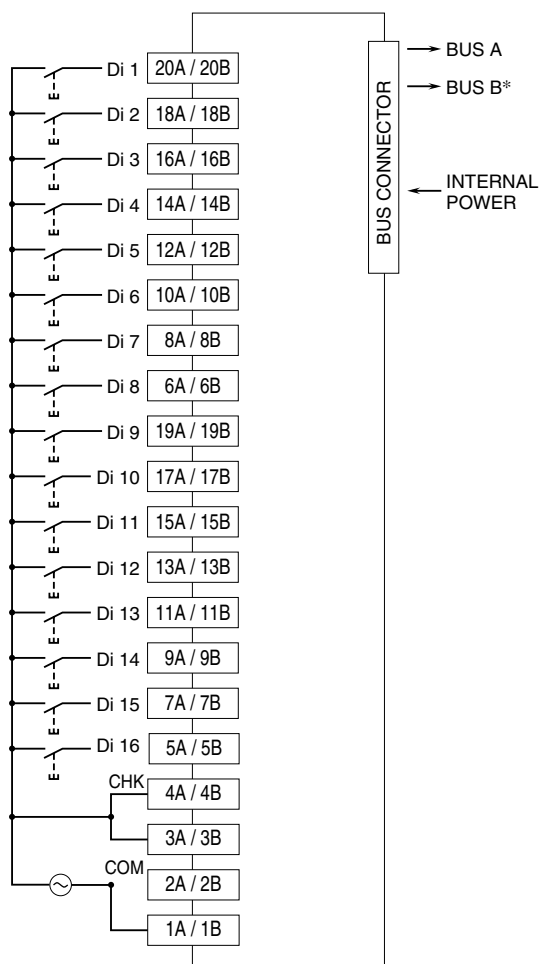 BUS A
Di 1 20A / 20B
BUS B*
Di 2 18A / 18B
BUS CONNECTOR
Di 3 16A / 16B
INTERNAL
POWER
Di 4 14A / 14B
Di 5 12A / 12B
Di 6 10A / 10B
Di 7 8A / 8B
Di 8 6A / 6B
Di 9 19A / 19B
Di 10 17A / 17B
Di 11 15A / 15B
Di 12 13A / 13B
Di 13 11A / 11B
Di 14 9A / 9B
Di 15 7A / 7B
Di 16 5A / 5B
CHK 4A / 4B
3A / 3B
COM 2A / 2B
1A / 1B